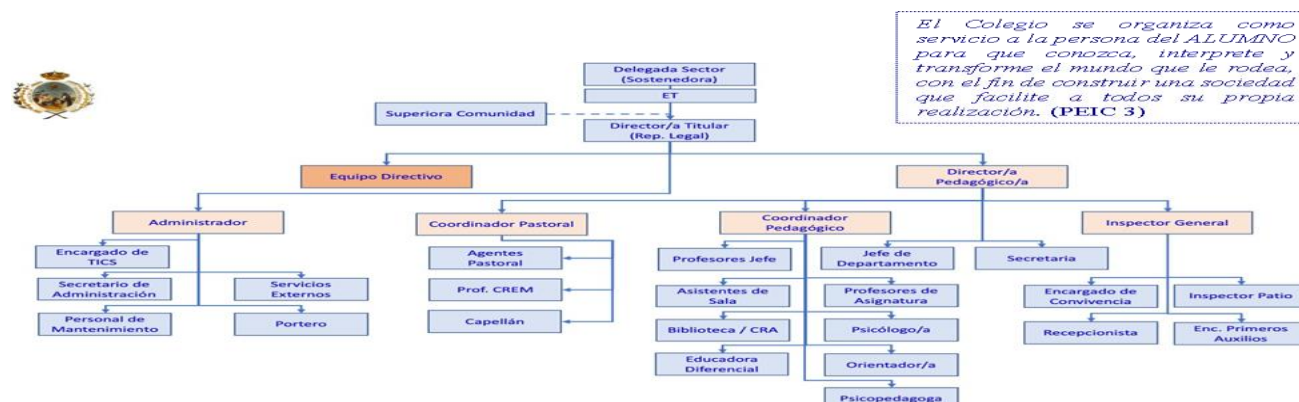 El Colegio se organiza como
servicio a la persona del ALUMNO
para que conozca, interprete y
transforme el mundo que le rodea,
con el fin de construir una sociedad
que facilite a todos su propia
realización. (PEIC 3)
Delegada Sector
(Sostenedora)
ET
Superiora Comunidad
Director/a Titular
(Rep. Legal)
Equipo Directivo
Director/a
Pedagógico/a
Administrador
Coordinador Pastoral
Coordinador
Pedagógico
Inspector General
Encargado de
TICS
Secretario de
Administración
Servicios
Externos
Personal de
Mantenimiento
Portero
Agentes
Pastoral
Prof. CREM
Capellán
Profesores Jefe
Jefe de
Departamento
Secretaria
Asistentes de
Sala
Profesores de
Asignatura
Biblioteca / CRA
Psicólogo/a
Educadora
Diferencial
Orientador/a
Psicopedagoga
Encargado de
Convivencia
Inspector Patio
Recepcionista
Enc. Primeros
Auxilios